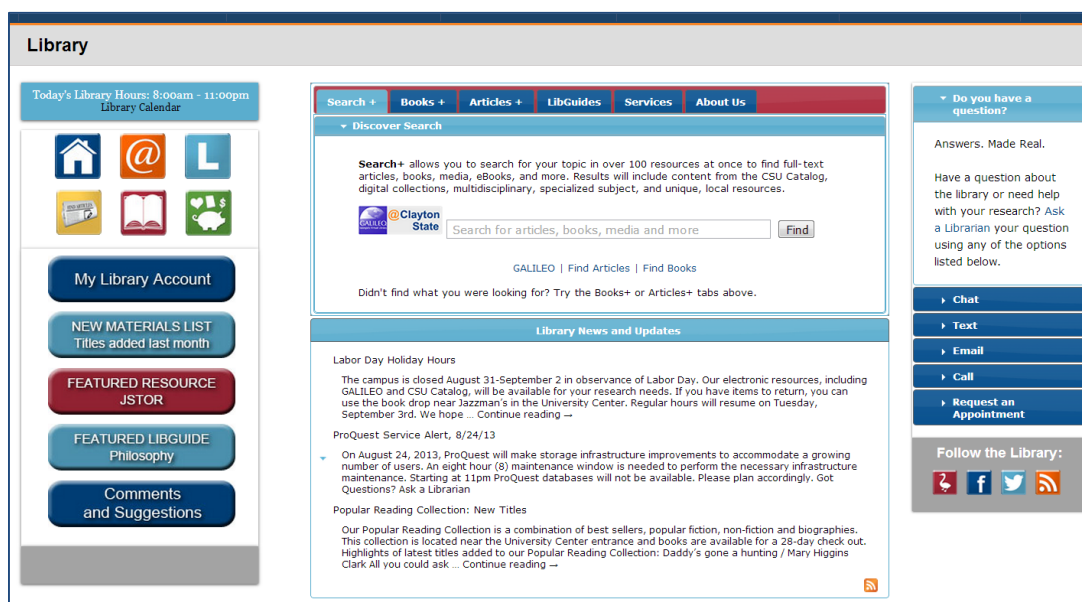 Library
Today's Library Hours: 8:00am - 11:00pm
Library Calendar
@
L
FIND ARTICLES
$
My Library Account
NEW MATERIALS LIST
Titles added last month
FEATURED RESOURCE
JSTOR
FEATURED LIBGUIDE
Philosophy
Comments
and Suggestions
Search + Books + Articles + LibGuides Services About Us
Discover Search
Search+ allows you to search for your topic in over 100 resources at once to find full-text
articles, books, media, eBooks, and more. Results will include content from the CSU Catalog,
digital collections, multidisciplinary, specialized subject, and unique, local resources.
GALILEO
@Clayton
State
Search for articles, books, media and more Find
GALILEO | Find Articles | Find Books
Didn't find what you were looking for? Try the Books+ or Articles+ tabs above.
Library News and Updates
Labor Day Holiday Hours
The campus is closed August 31-September 2 in observance of Labor Day. Our electronic resources, including
GALILEO and CSU Catalog, will be available for your research needs. If you have items to return, you can
use the book drop near Jazzman's in the University Center. Regular hours will resume on Tuesday,
September 3rd. We hope ... Continue reading →
ProQuest Service Alert, 8/24/13
On August 24, 2013, ProQuest will make storage infrastructure improvements to accommodate a growing
number of users. An eight hour (8) maintenance window is needed to perform the necessary infrastructure
maintenance. Starting at 11pm ProQuest databases will not be available. Please plan accordingly. Got
Questions? Ask a Librarian
Popular Reading Collection: New Titles
Our Popular Reading Collection is a combination of best sellers, popular fiction, non-fiction and biographies.
This collection is located near the University Center entrance and books are available for a 28-day check out.
Highlights of latest titles added to our Popular Reading Collection: Daddy's gone a hunting / Mary Higgins
Clark All you could ask ... Continue reading →
Do you have a
question?
Answers. Made Real.
Have a question about
the library or need help
with your research? Ask
a Librarian your question
using any of the options
listed below.
Chat
Text
Email
Call
Request an
Appointment
Follow the Library:
f